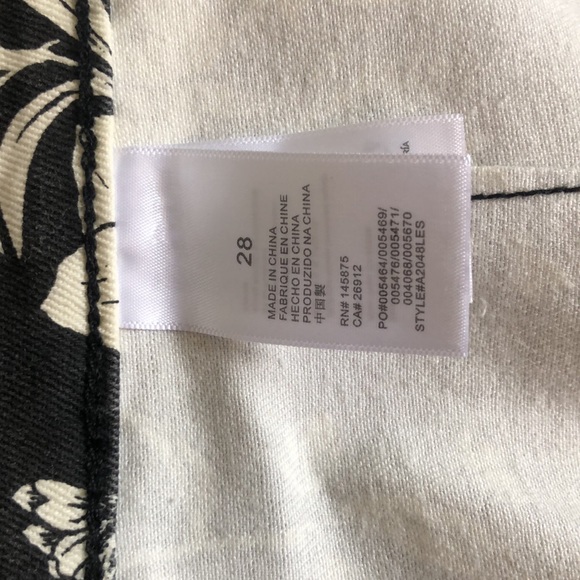 28
MADE IN CHINA
FABRIQUE EN CHINE
HECHO EN CHINA
PRODUZIDO NA CHINA
中国製
RN# 145875
CA# 26912
PO#005464/005469/
005476/005471/
004068/005670
STYLE#A2048LES